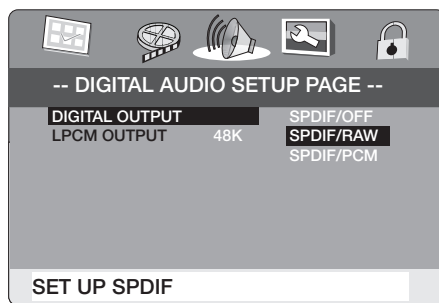 -- DIGITAL AUDIO SETUP PAGE --
DIGITAL OUTPUT SPDIF/OFF
LPCM OUTPUT 48K SPDIF/RAW
SPDIF/PCM
SET UP SPDIF